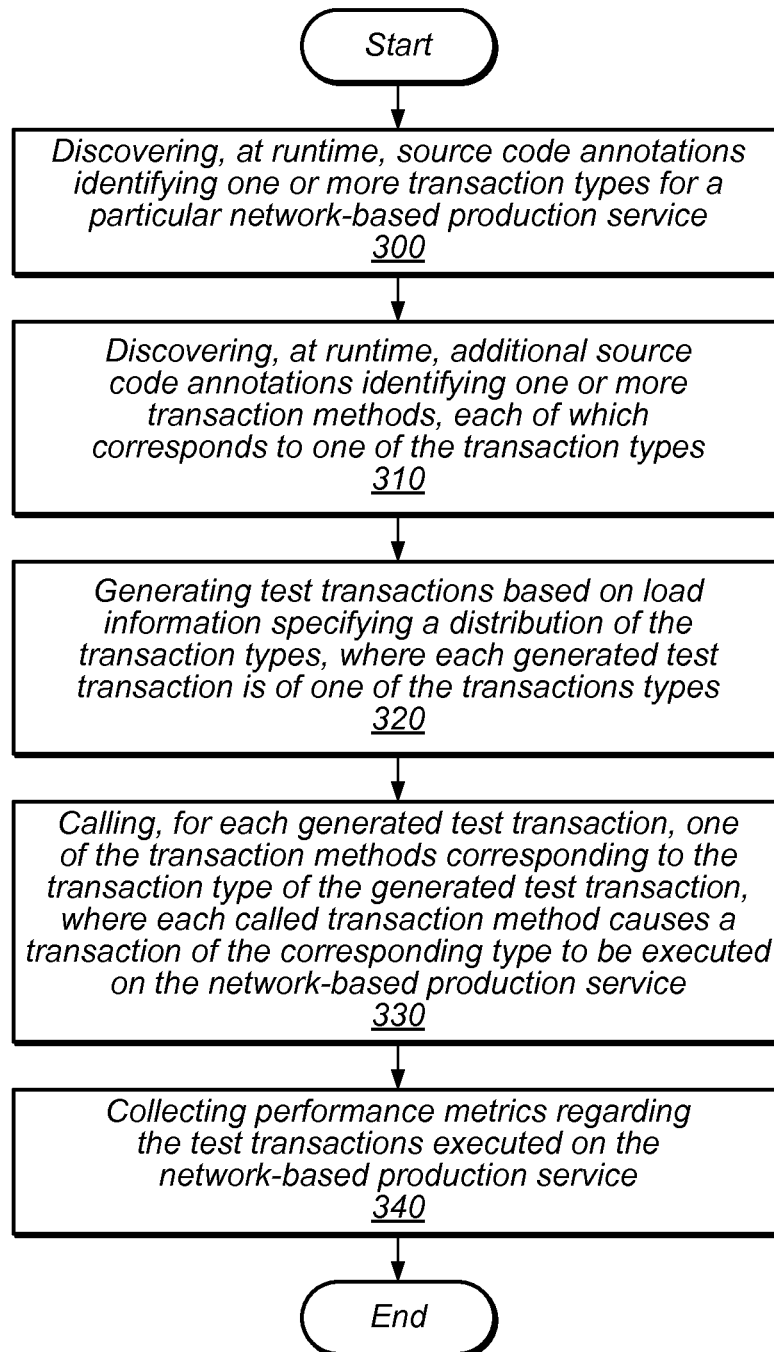 Start
Discovering, at runtime, source code annotations
identifying one or more transaction types for a
particular network-based production service
300
Discovering, at runtime, additional source
code annotations identifying one or more
transaction methods, each of which
corresponds to one of the transaction types
310
Generating test transactions based on load
information specifying a distribution of the
transaction types, where each generated test
transaction is of one of the transactions types
320
Calling, for each generated test transaction, one
of the transaction methods corresponding to the
transaction type of the generated test transaction,
where each called transaction method causes a
transaction of the corresponding type to be executed
on the network-based production service
330
Collecting performance metrics regarding
the test transactions executed on the
network-based production service
340
End